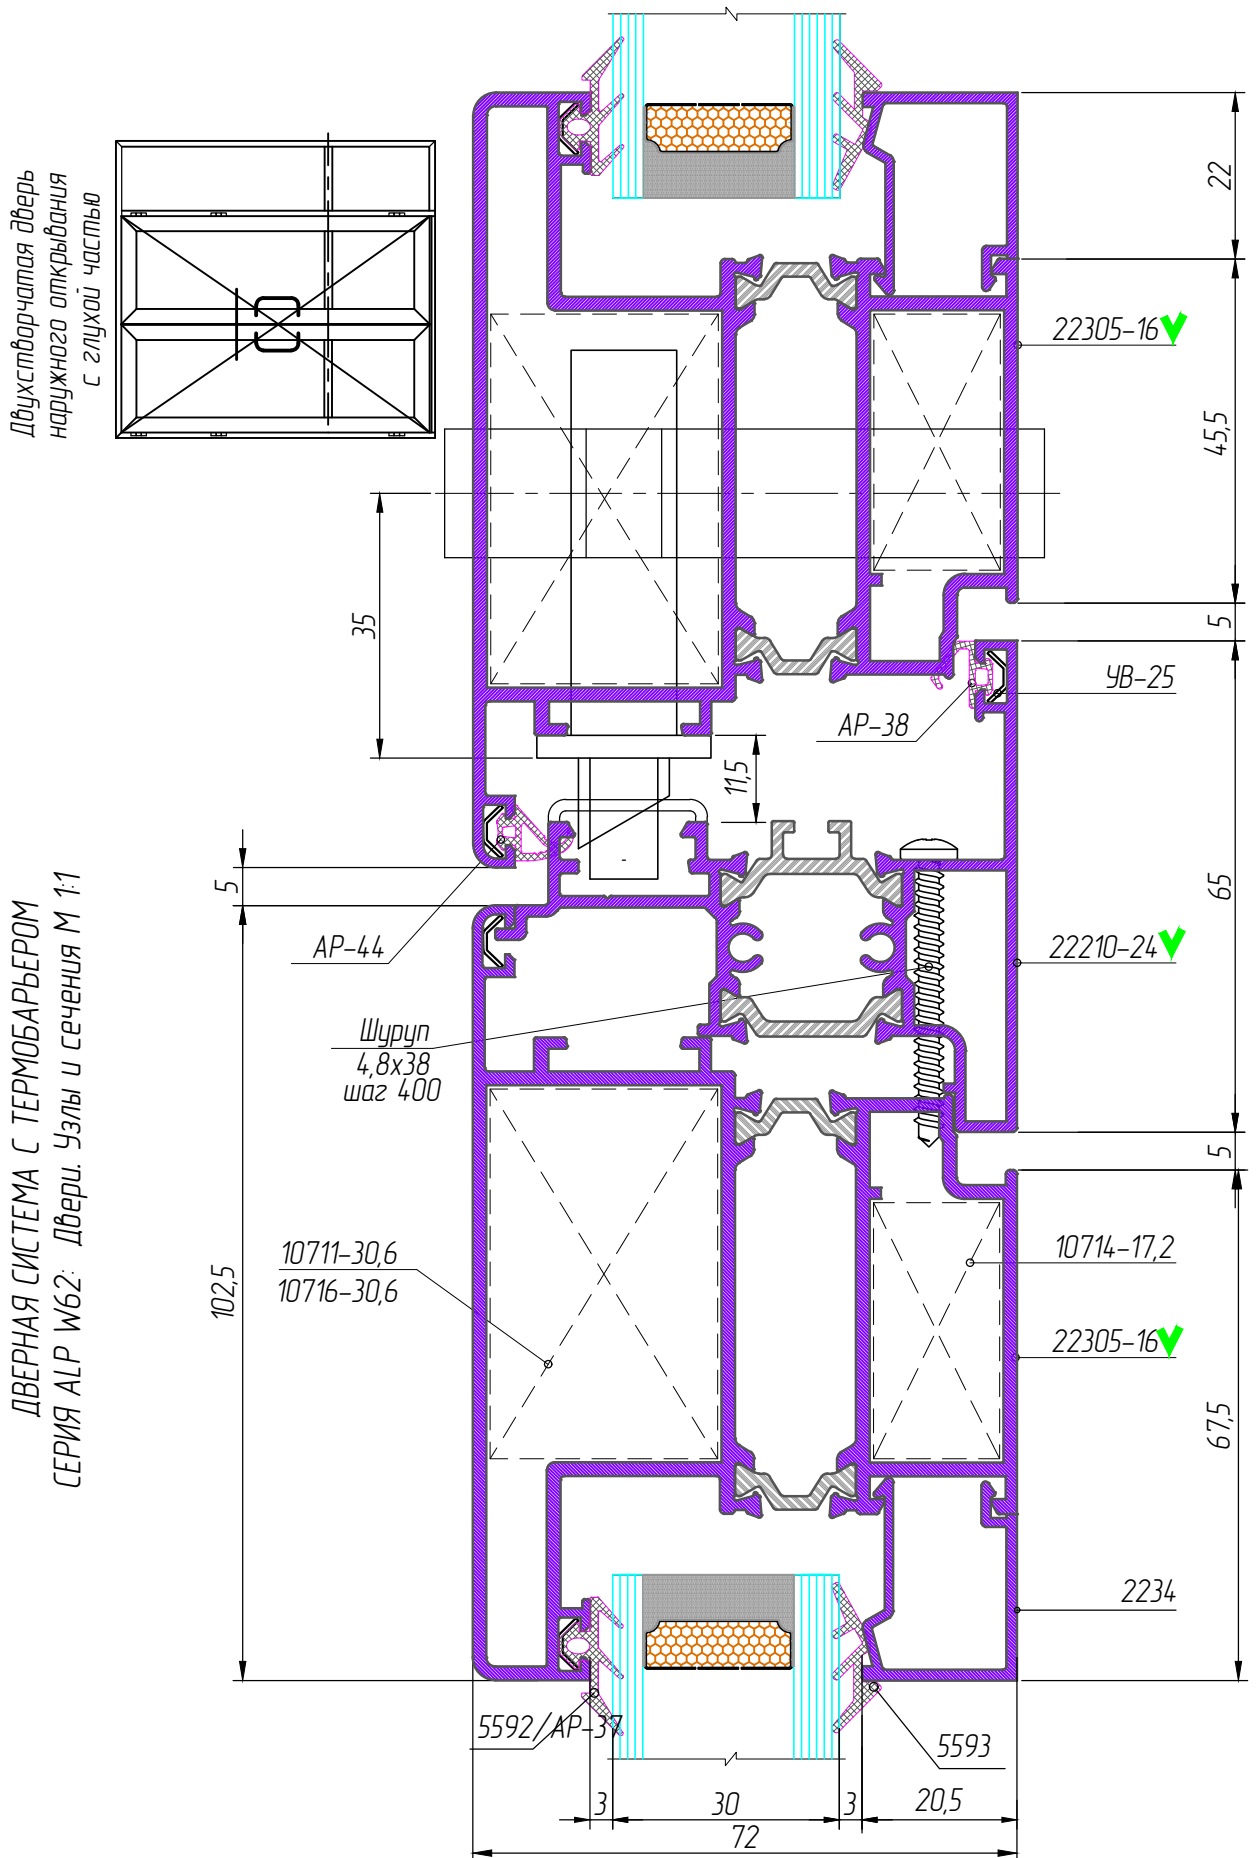 Двухстворчатая дверь
наружного открывания
с глухой частью
ДВЕРНАЯ СИСТЕМА С ТЕРМОБАРЬЕРОМ
СЕРИЯ ALP W62: Двери. Узлы и сечения М 1:1
22
22305-16
45,5
35
5
УВ-25
АР-38
11,5
5
65
АР-44
22210-24
Шуруп
4,8х38
шаг 400
5
102,5
10711-30,6
10716-30,6
10714-17,2
22305-16
67,5
2234
5592/АР-37
5593
3
30
3
20,5
72